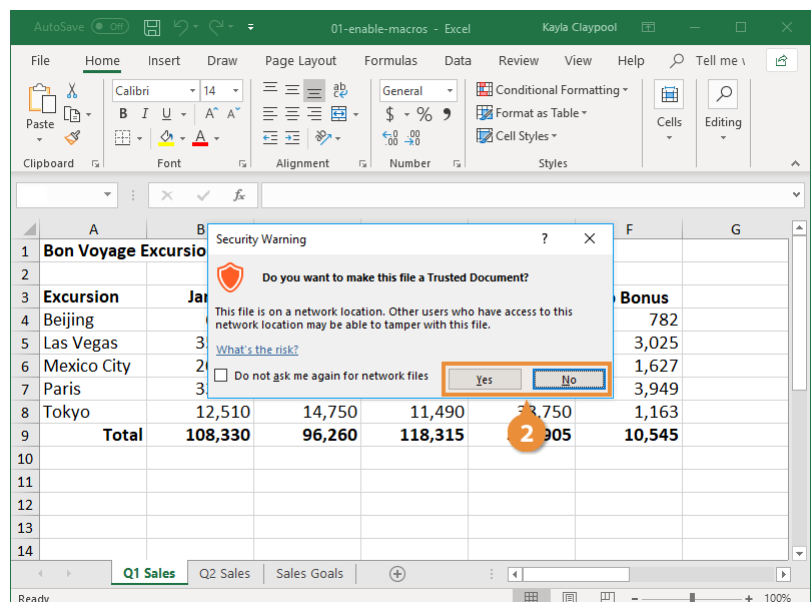 AutoSave Off 01-enable-macros - Excel Kayla Claypool
File Home Insert Draw Page Layout Formulas Data Review View Help Tell me
Calibri 14 ab General Conditional Formatting
Paste B I U A A $ % Format as Table Cells Editing
A .00 .00 Cell Styles
Clipboard Font Alignment Number Styles
fx
A B F G
1 Bon Voyage Excursio
2
3 Excursion Jan Bonus
4 Beijing 782
5 Las Vegas 3,025
6 Mexico City 1,627
7 Paris 3,949
8 Tokyo 12,510 14,750 11,490 1,163
9 Total 108,330 96,260 118,315 905 10,545
10
11
12
13
14
Security Warning ?
Do you want to make this file a Trusted Document?
This file is on a network location. Other users who have access to this
network location may be able to tamper with this file.
What's the risk?
Do not ask me again for network files Yes No
2
Q1 Sales Q2 Sales Sales Goals
Ready 100%